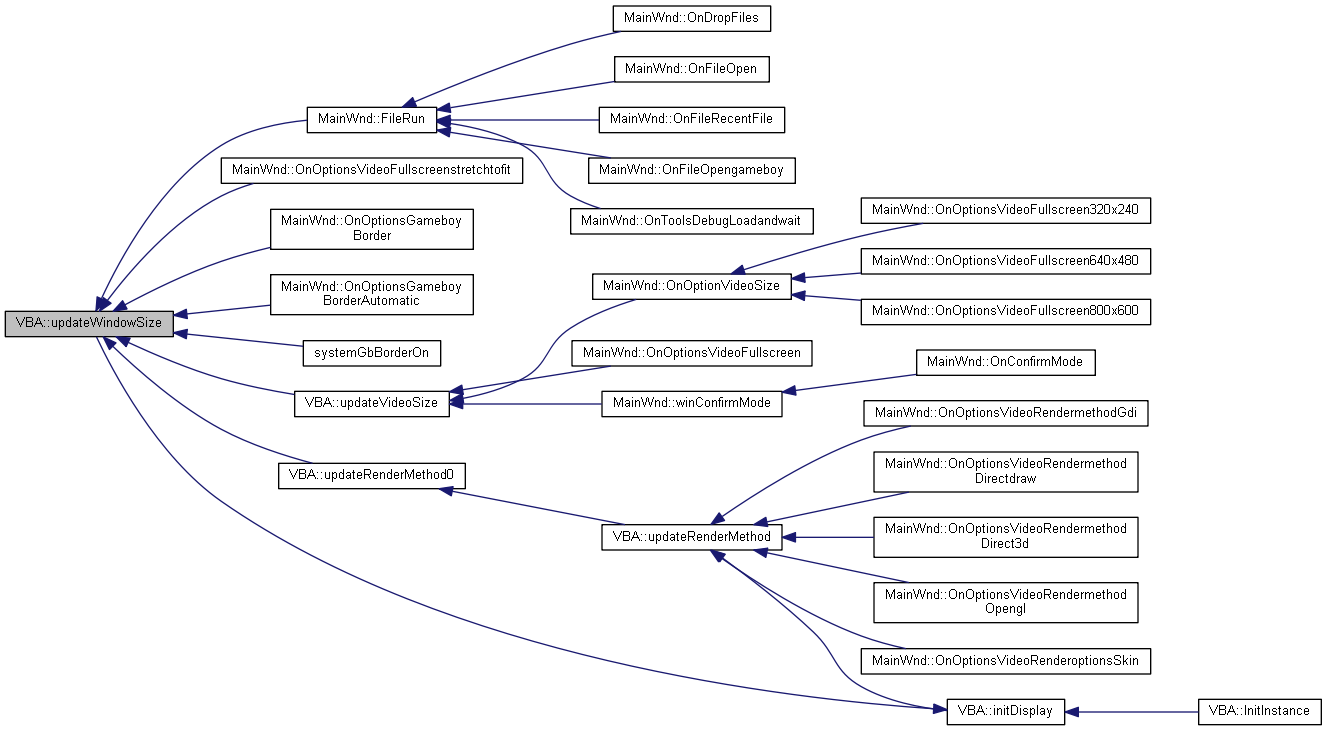 MainWnd::OnDropFiles
MainWnd::OnFileOpen
MainWnd::FileRun
MainWnd::OnFileRecentFile
MainWnd::OnOptionsVideoFullscreenstretchtofit
MainWnd::OnFileOpengameboy
MainWnd::OnToolsDebugLoadandwait
MainWnd::OnOptionsVideoFullscreen320x240
MainWnd::OnOptionsGameboy
Border
MainWnd::OnOptionsVideoFullscreen640x480
MainWnd::OnOptionVideoSize
MainWnd::OnOptionsGameboy
BorderAutomatic
MainWnd::OnOptionsVideoFullscreen800x600
VBA::updateWindowSize
systemGbBorderOn
MainWnd::OnOptionsVideoFullscreen
MainWnd::OnConfirmMode
VBA::updateVideoSize
MainWnd::winConfirmMode
MainWnd::OnOptionsVideoRendermethodGdi
MainWnd::OnOptionsVideoRendermethod
Directdraw
VBA::updateRenderMethod0
VBA::updateRenderMethod
MainWnd::OnOptionsVideoRendermethod
Direct3d
MainWnd::OnOptionsVideoRendermethod
Opengl
MainWnd::OnOptionsVideoRenderoptionsSkin
VBA::initDisplay
VBA::InitInstance